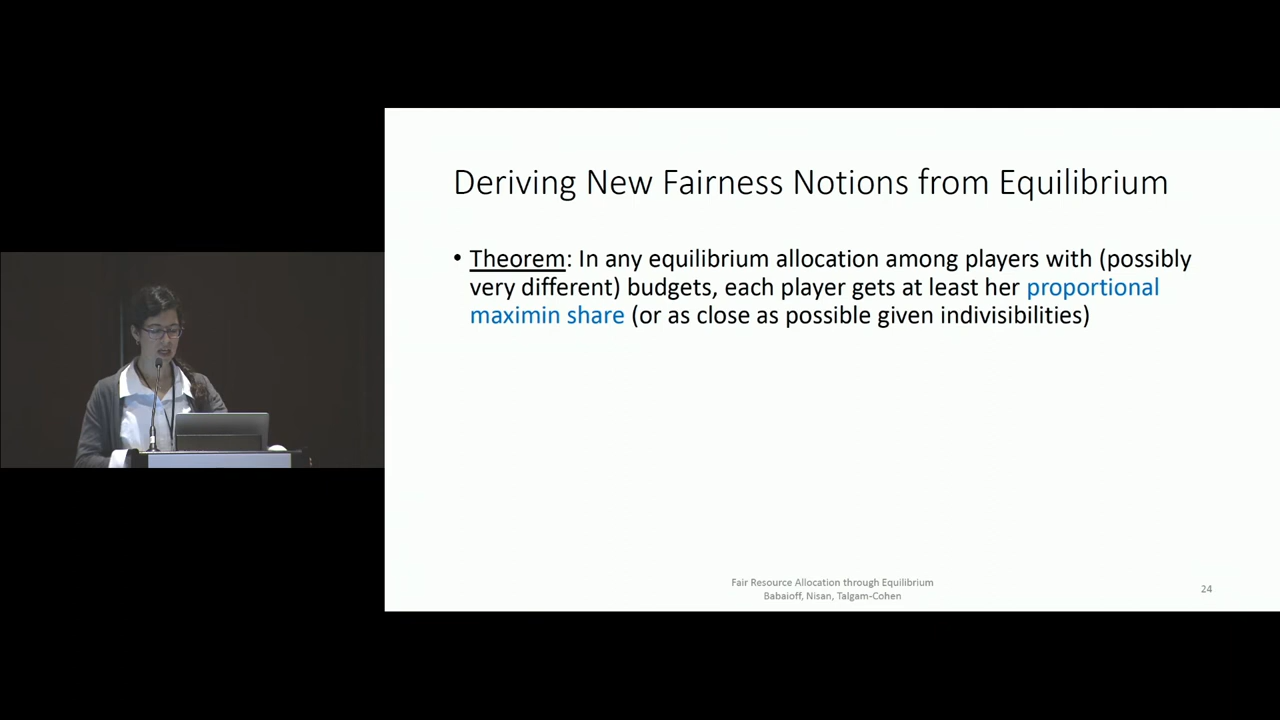 Deriving New Fairness Notions from Equilibrium
• Theorem: In any equilibrium allocation among players with (possibly
very different) budgets, each player gets at least her proportional
maximin share (or as close as possible given indivisibilities)
Fair Resource Allocation through Equilibrium
Babaioff, Nisan, Talgam-Cohen
24